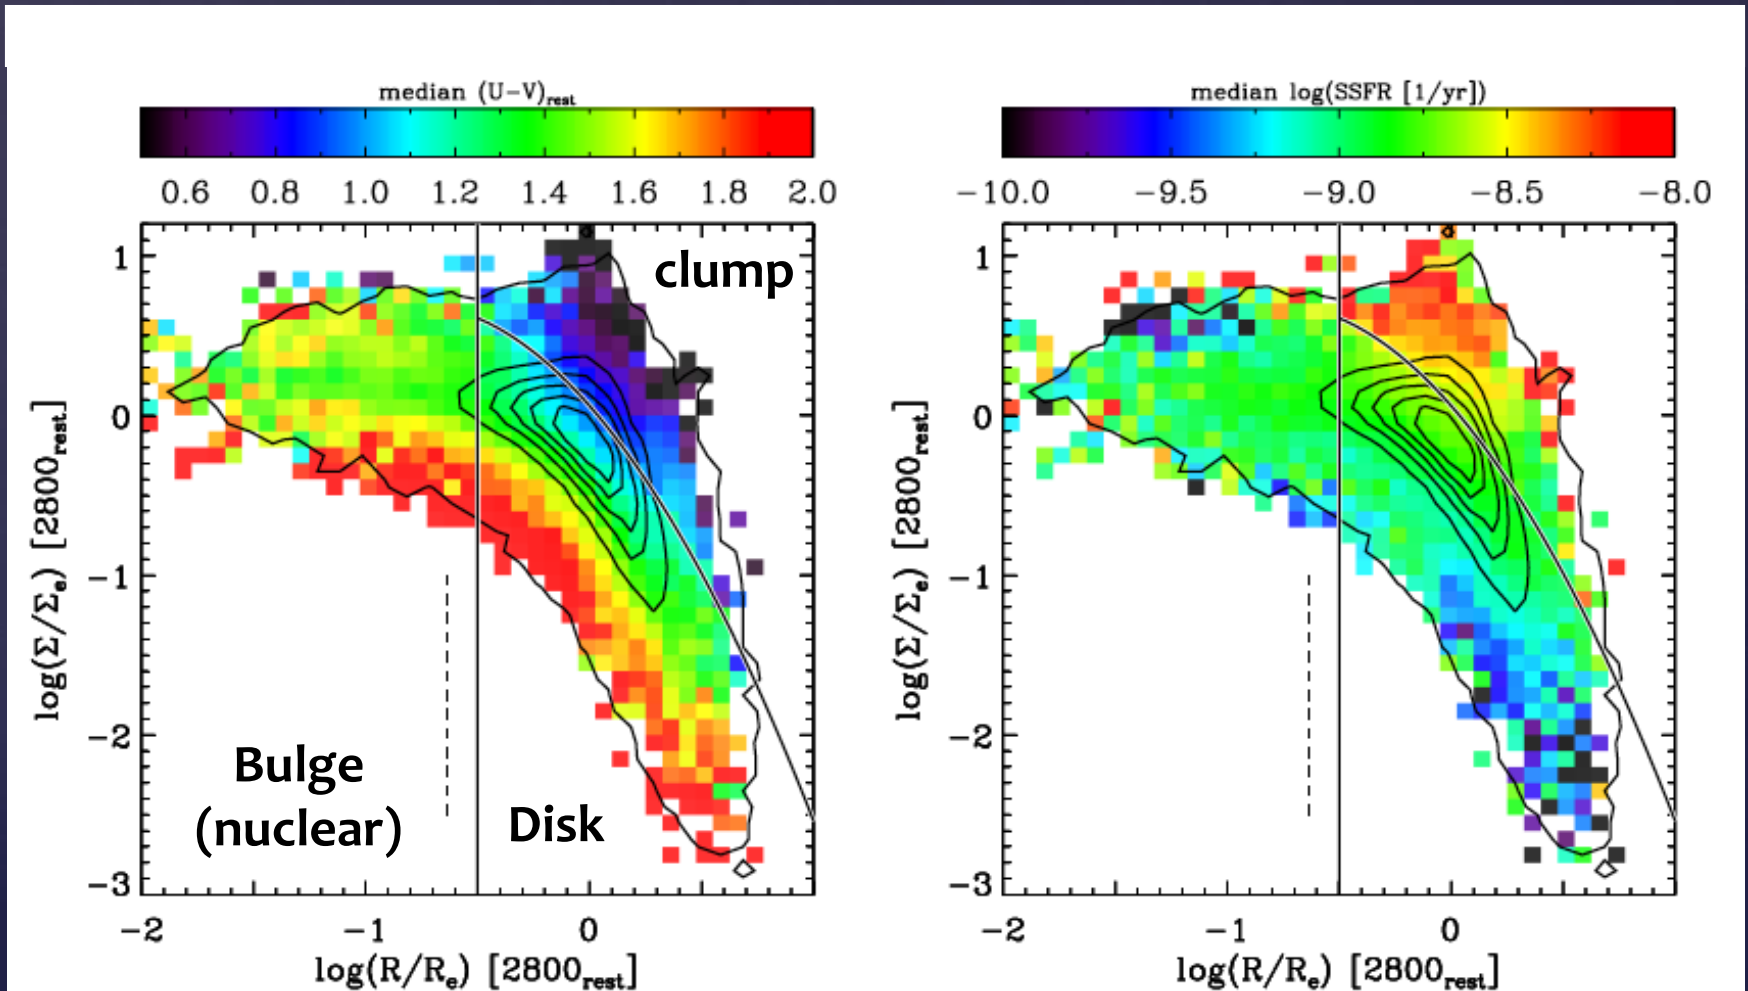 median (U−V)rest
0.6 0.8 1.0 1.2 1.4 1.6 1.8 2.0
clump
Bulge
(nuclear)
Disk
1
0
−1
−2
−3
log(Σ/Σe) [2800rest]
−2 −1 0
log(R/Re) [2800rest]
median log(SSFR [1/yr])
−10.0 −9.5 −9.0 −8.5 −8.0
1
0
−1
−2
−3
log(Σ/Σe) [2800rest]
−2 −1 0
log(R/Re) [2800rest]